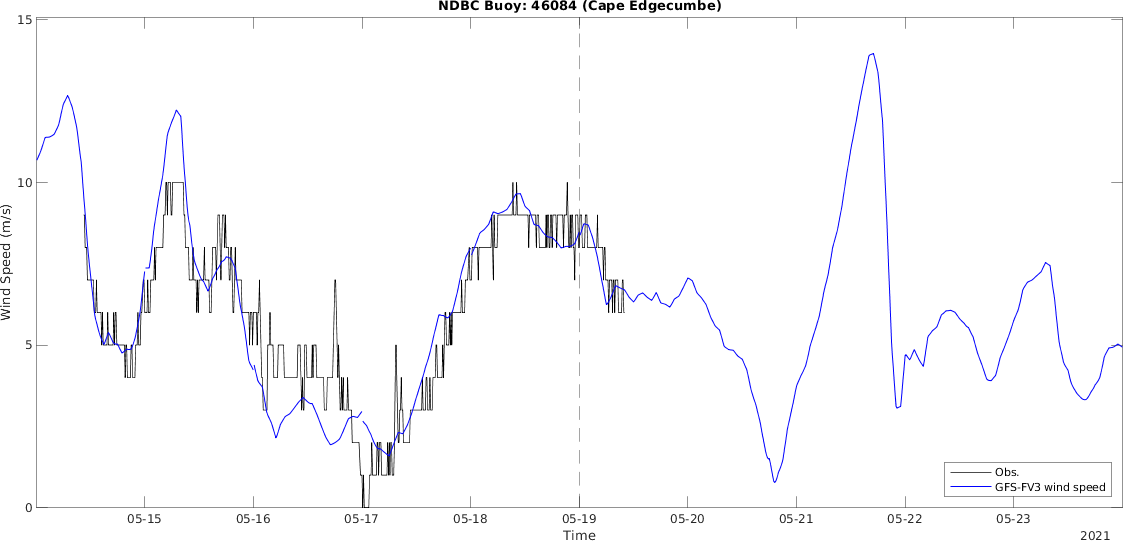 NDBC Buoy: 46084 (Cape Edgecumbe)
15
10
5
0
Wind Speed (m/s)
05-15 05-16 05-17 05-18 05-19 05-20 05-21 05-22 05-23
Time
2021
Obs.
GFS-FV3 wind speed